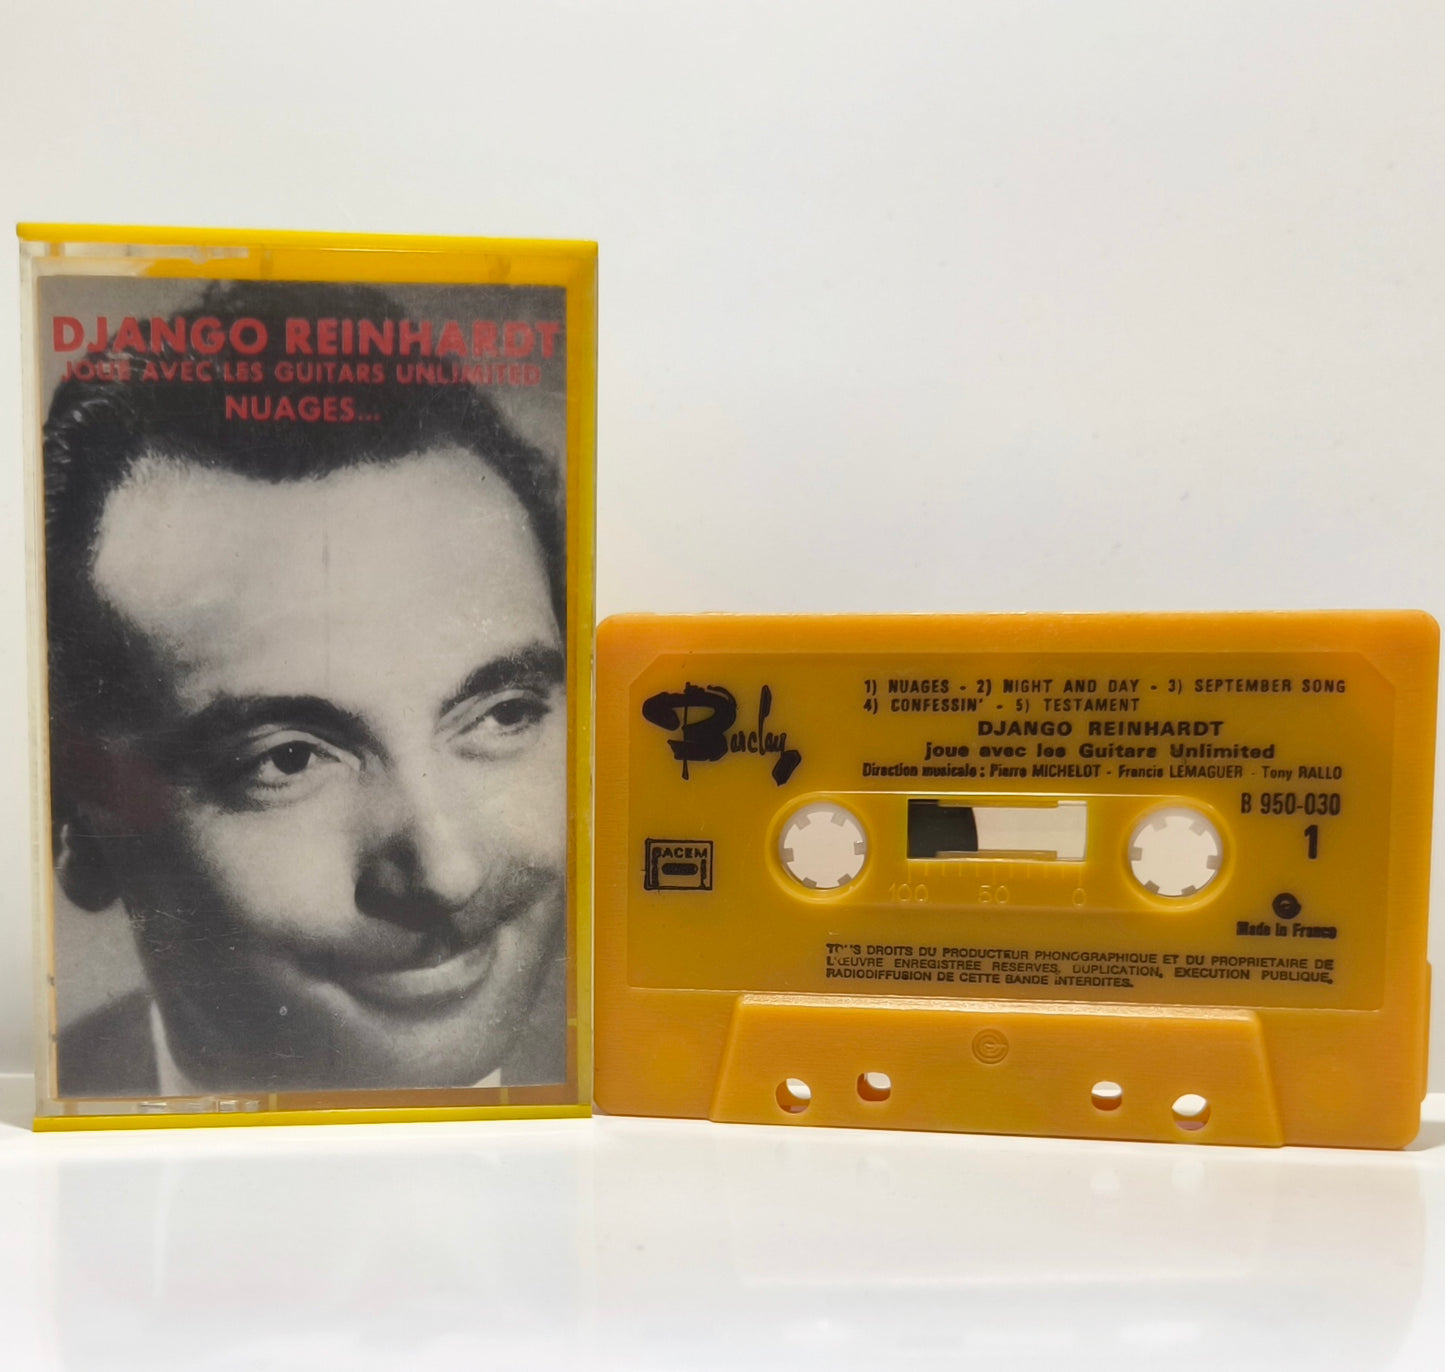 DJANGO REINHARDT
JOUE AVEC LES GUITARS UNLIMITED
NUAGES...
Barclay
1) NUAGES - 2) NIGHT AND DAY - 3) SEPTEMBER SONG
4) CONFESSIN' - 5) TESTAMENT
DJANGO REINHARDT
joue avec les Guitars Unlimited
Direction musicale : Pierre MICHELOT - Francis LEMAGUER - Tony RALLO
B 950-030
1
SACEM
100 50 0
Made in France
TOUS DROITS DU PRODUCTEUR PHONOGRAPHIQUE ET DU PROPRIETAIRE DE
L'ŒUVRE ENREGISTREE RESERVES. DUPLICATION, EXECUTION PUBLIQUE,
RADIODIFFUSION DE CETTE BANDE INTERDITES.